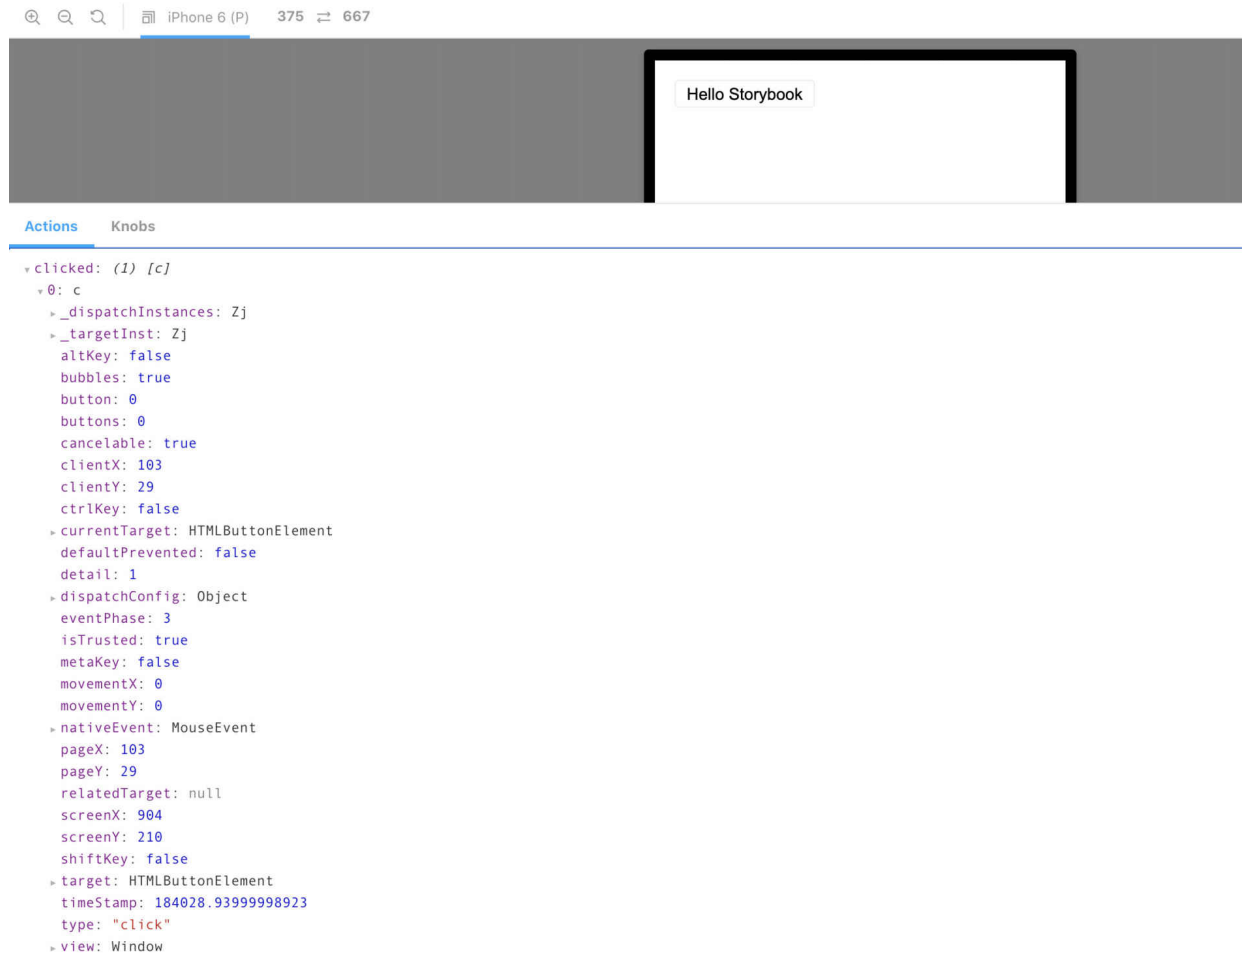 iPhone 6 (P) 375 667
Hello Storybook
Actions Knobs
clicked: (1) [c]
0: c
_dispatchInstances: Zj
_targetInst: Zj
altKey: false
bubbles: true
button: 0
buttons: 0
cancelable: true
clientX: 103
clientY: 29
ctrlKey: false
currentTarget: HTMLButtonElement
defaultPrevented: false
detail: 1
dispatchConfig: Object
eventPhase: 3
isTrusted: true
metaKey: false
movementX: 0
movementY: 0
nativeEvent: MouseEvent
pageX: 103
pageY: 29
relatedTarget: null
screenX: 904
screenY: 210
shiftKey: false
target: HTMLButtonElement
timeStamp: 184028.93999998923
type: "click"
view: Window